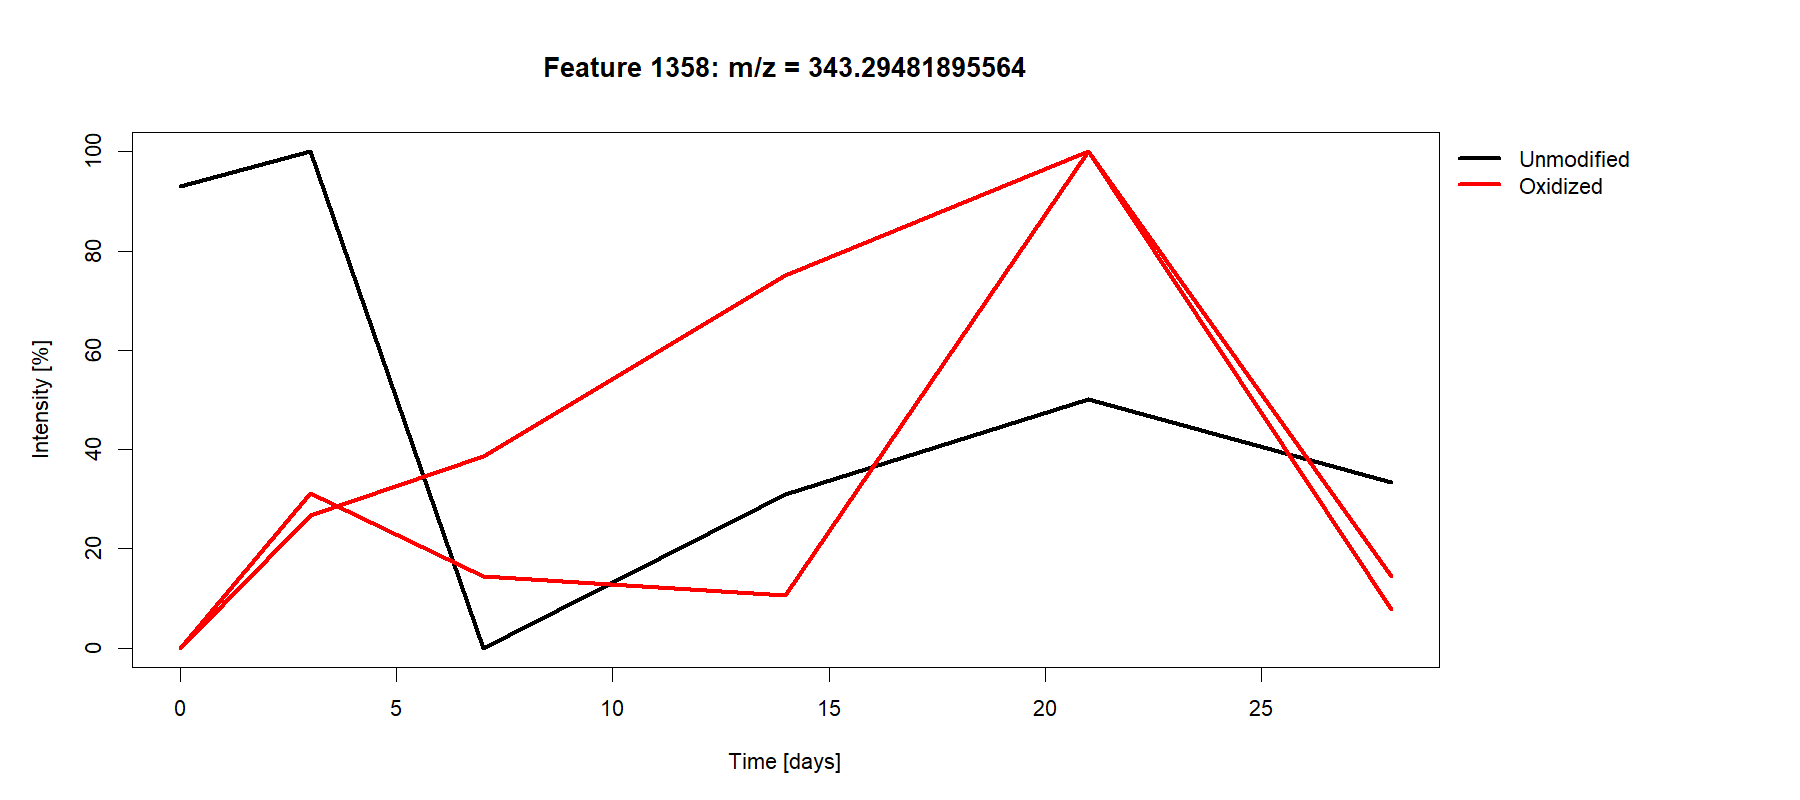 Feature 1358: m/z = 343.29481895564
Unmodified
Oxidized
Intensity [%]
100
80
60
40
20
0
0 5 10 15 20 25
Time [days]